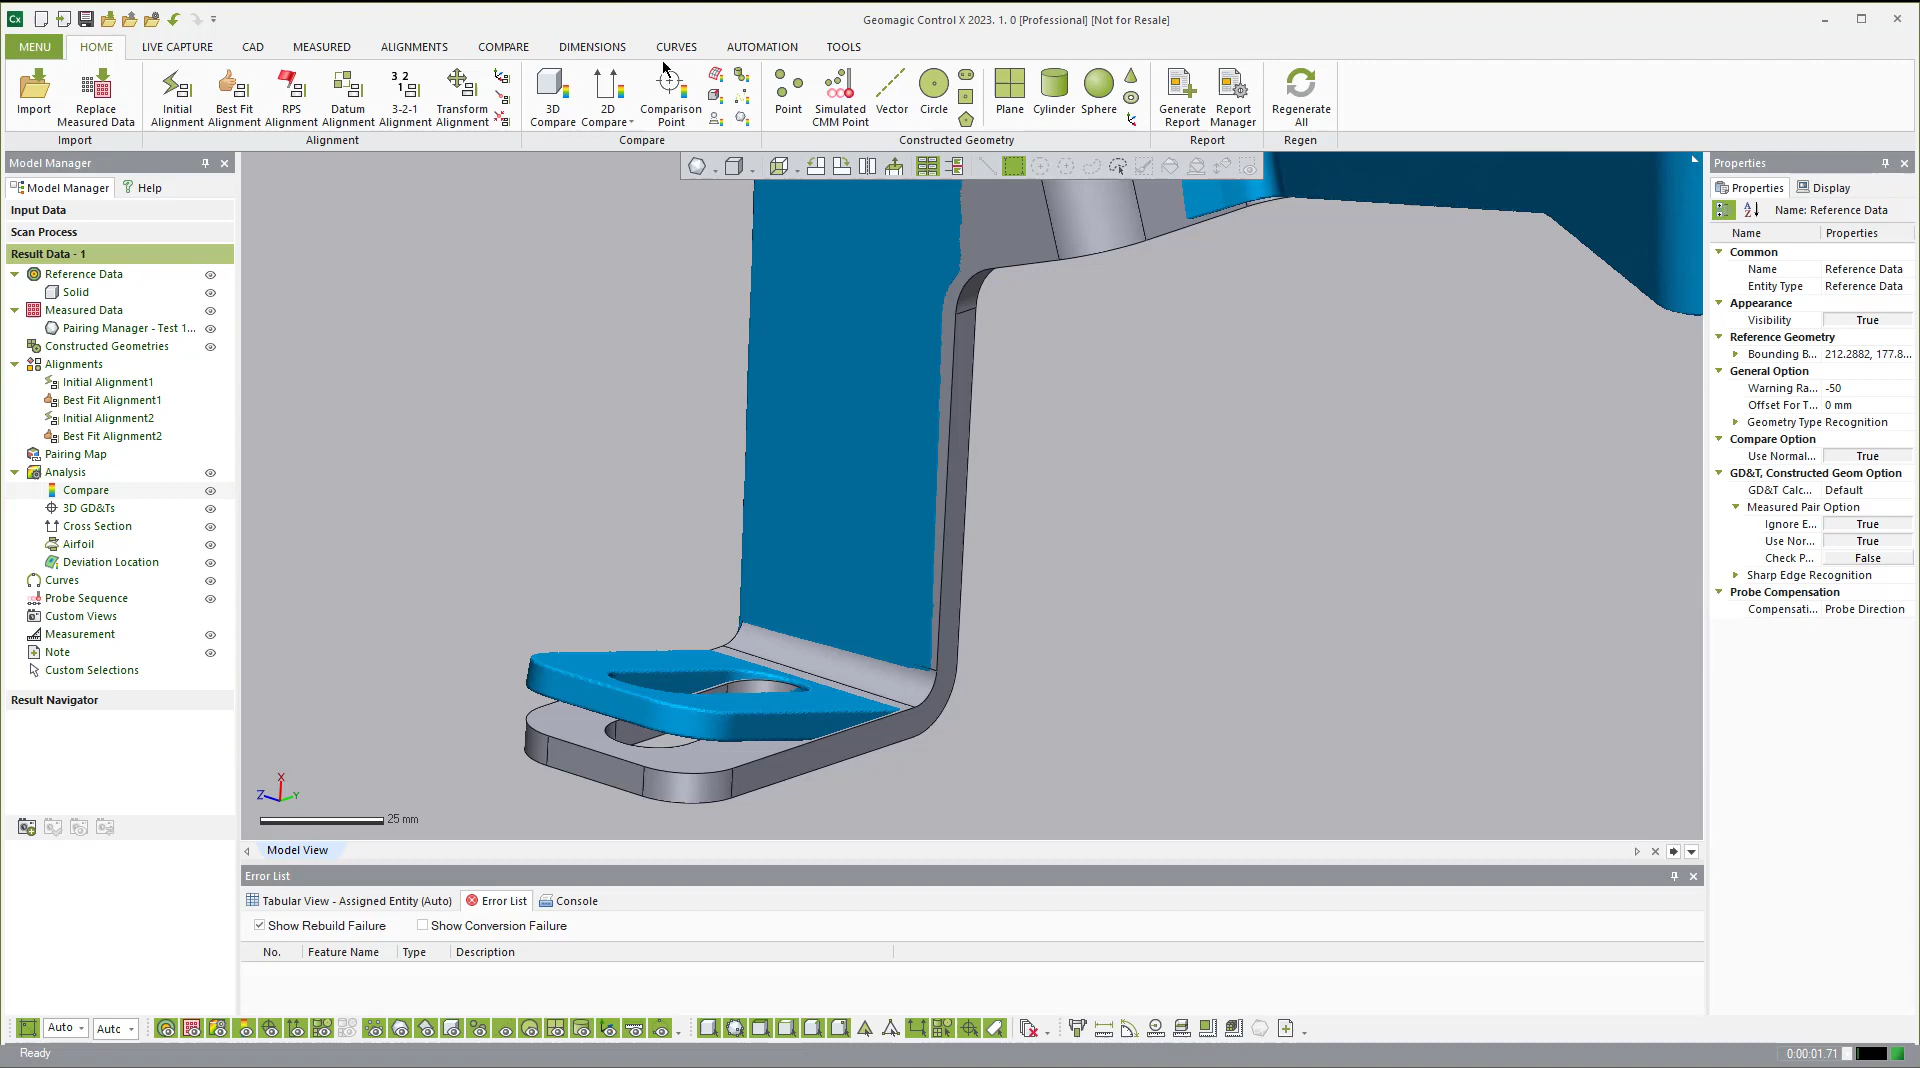 Cx
Geomagic Control X 2023. 1. 0 [Professional] [Not for Resale]
MENU HOME LIVE CAPTURE CAD MEASURED ALIGNMENTS COMPARE DIMENSIONS CURVES AUTOMATION TOOLS
Import Replace Measured Data Initial Alignment Best Fit Alignment RPS Alignment Datum Alignment 3-2-1 Alignment Transform Alignment 3D Compare 2D Compare Comparison Point Point Simulated CMM Point Vector Circle Plane Cylinder Sphere Generate Report Report Manager Regenerate All
Import Alignment Compare Constructed Geometry Report Regen
Model Manager
Model Manager Help
Input Data
Scan Process
Result Data - 1
Reference Data
Solid
Measured Data
Pairing Manager - Test 1...
Constructed Geometries
Alignments
Initial Alignment1
Best Fit Alignment1
Initial Alignment2
Best Fit Alignment2
Pairing Map
Analysis
Compare
3D GD&Ts
Cross Section
Airfoil
Deviation Location
Curves
Probe Sequence
Custom Views
Measurement
Note
Custom Selections
Result Navigator
X
Z Y
25 mm
Model View
Error List
Tabular View - Assigned Entity (Auto) Error List Console
Show Rebuild Failure Show Conversion Failure
No. Feature Name Type Description
Properties
Properties Display
Name: Reference Data
Name Properties
Common
Name Reference Data
Entity Type Reference Data
Appearance
Visibility True
Reference Geometry
Bounding B... 212.2882, 177.8...
General Option
Warning Ra... -50
Offset For T... 0 mm
Geometry Type Recognition
Compare Option
Use Normal... True
GD&T, Constructed Geom Option
GD&T Calc... Default
Measured Pair Option
Ignore E... True
Use Nor... True
Check P... False
Sharp Edge Recognition
Probe Compensation
Compensati... Probe Direction
Auto Autc
Ready
0:00:01.71